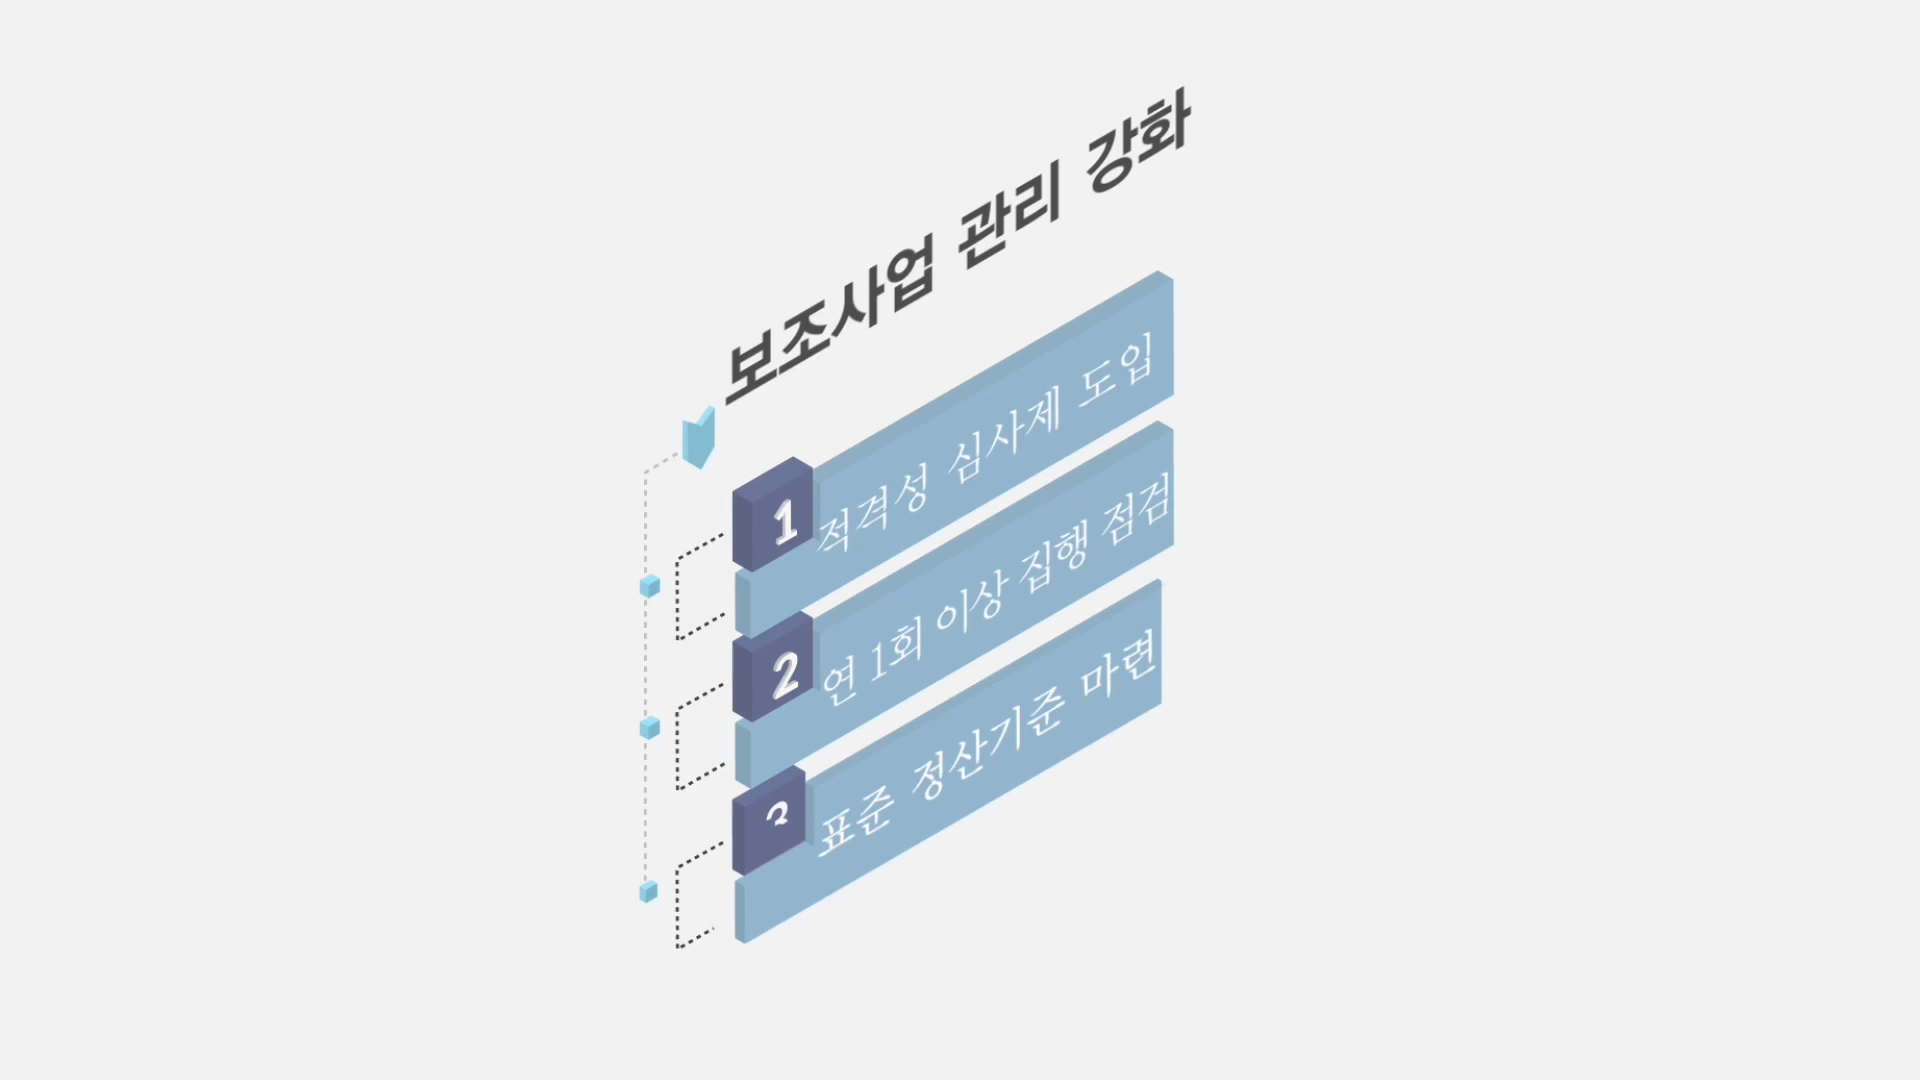 보조사업 관리 강화
1 적격성 심사제 도입
2 연 1회 이상 집행 점검
3 표준 정산기준 마련